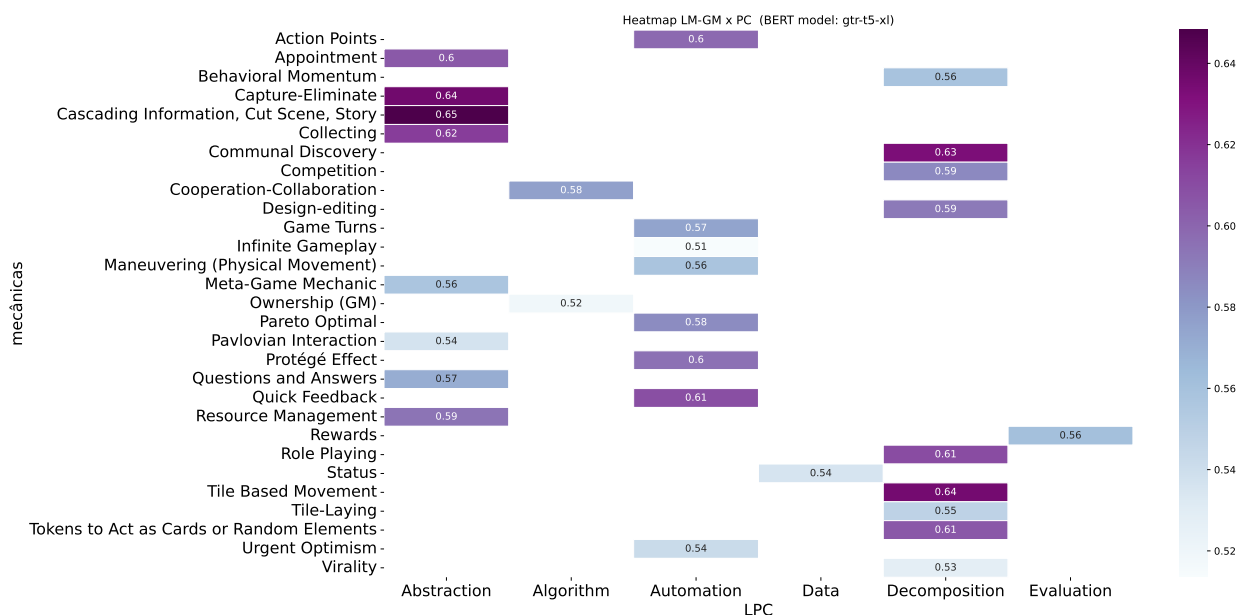 Heatmap LM-GM x PC  (BERT model: gtr-t5-xl)
mecânicas
Action Points 0.6
Appointment 0.6
Behavioral Momentum 0.56
Capture-Eliminate 0.64
Cascading Information, Cut Scene, Story 0.65
Collecting 0.62
Communal Discovery 0.63
Competition 0.59
Cooperation-Collaboration 0.58
Design-editing 0.59
Game Turns 0.57
Infinite Gameplay 0.51
Maneuvering (Physical Movement) 0.56
Meta-Game Mechanic 0.56
Ownership (GM) 0.52
Pareto Optimal 0.58
Pavlovian Interaction 0.54
Protégé Effect 0.6
Questions and Answers 0.57
Quick Feedback 0.61
Resource Management 0.59
Rewards 0.56
Role Playing 0.61
Status 0.54
Tile Based Movement 0.64
Tile-Laying 0.55
Tokens to Act as Cards or Random Elements 0.61
Urgent Optimism 0.54
Virality 0.53
Abstraction Algorithm Automation Data Decomposition Evaluation
LPC
0.64
0.62
0.60
0.58
0.56
0.54
0.52